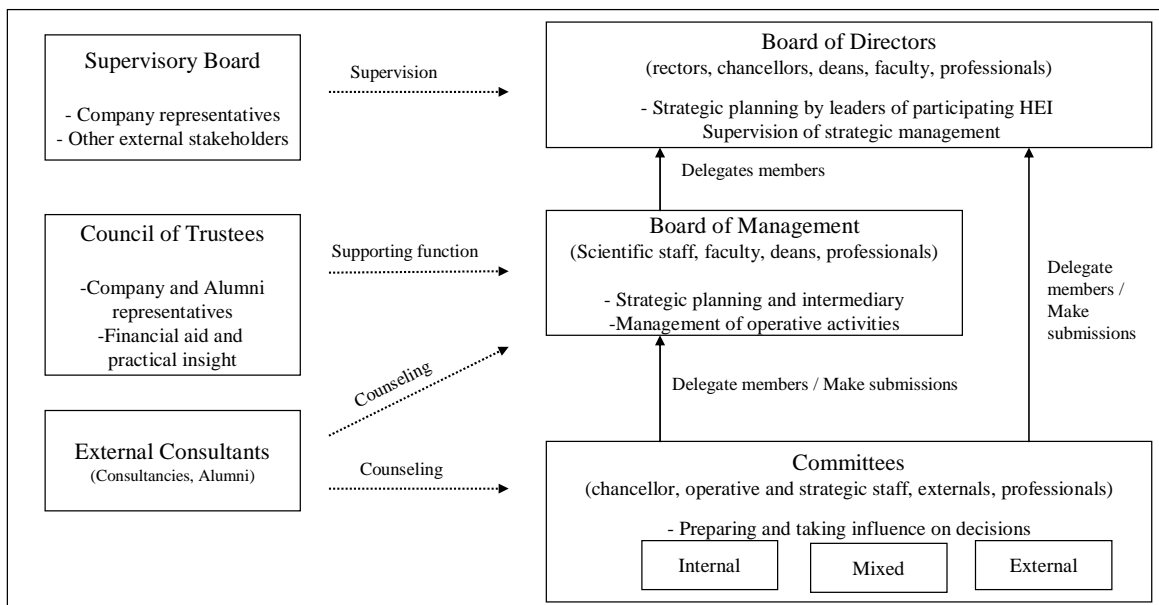 Supervisory Board
- Company representatives
- Other external stakeholders
Supervision
Board of Directors
(rectors, chancellors, deans, faculty, professionals)
- Strategic planning by leaders of participating HEI
Supervision of strategic management
Delegates members
Council of Trustees
-Company and Alumni
representatives
-Financial aid and
practical insight
Supporting function
Board of Management
(Scientific staff, faculty, deans, professionals)
- Strategic planning and intermediary
-Management of operative activities
Delegate
members /
Make
submissions
Counseling
Delegate members / Make submissions
External Consultants
(Consultancies, Alumni)
Counseling
Committees
(chancellor, operative and strategic staff, externals, professionals)
- Preparing and taking influence on decisions
Internal
Mixed
External